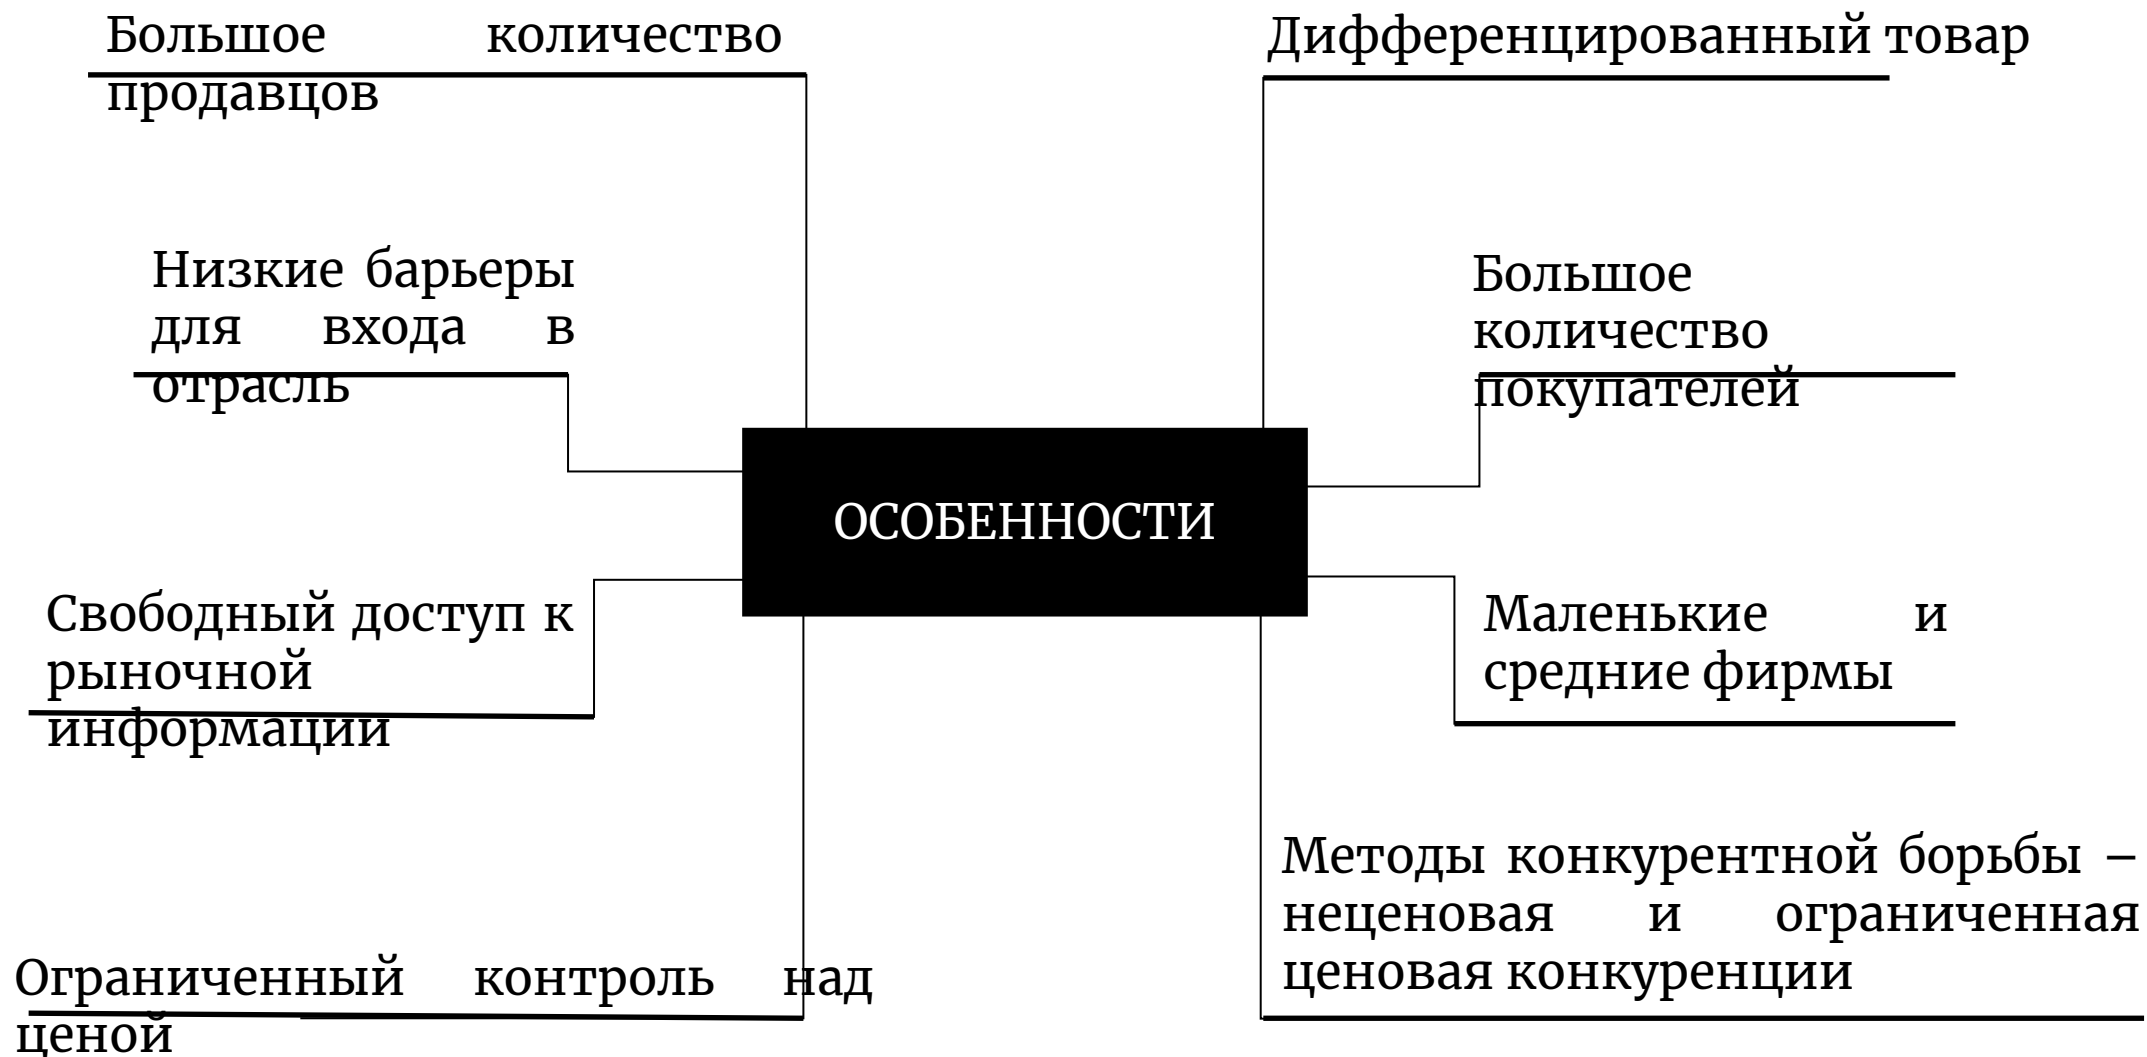 Большое количество
продавцов
Дифференцированный товар
Низкие барьеры
для входа в
отрасль
Большое
количество
покупателей
ОСОБЕННОСТИ
Свободный доступ к
рыночной
информации
Маленькие и
средние фирмы
Ограниченный контроль над
ценой
Методы конкурентной борьбы –
неценовая и ограниченная
ценовая конкуренции